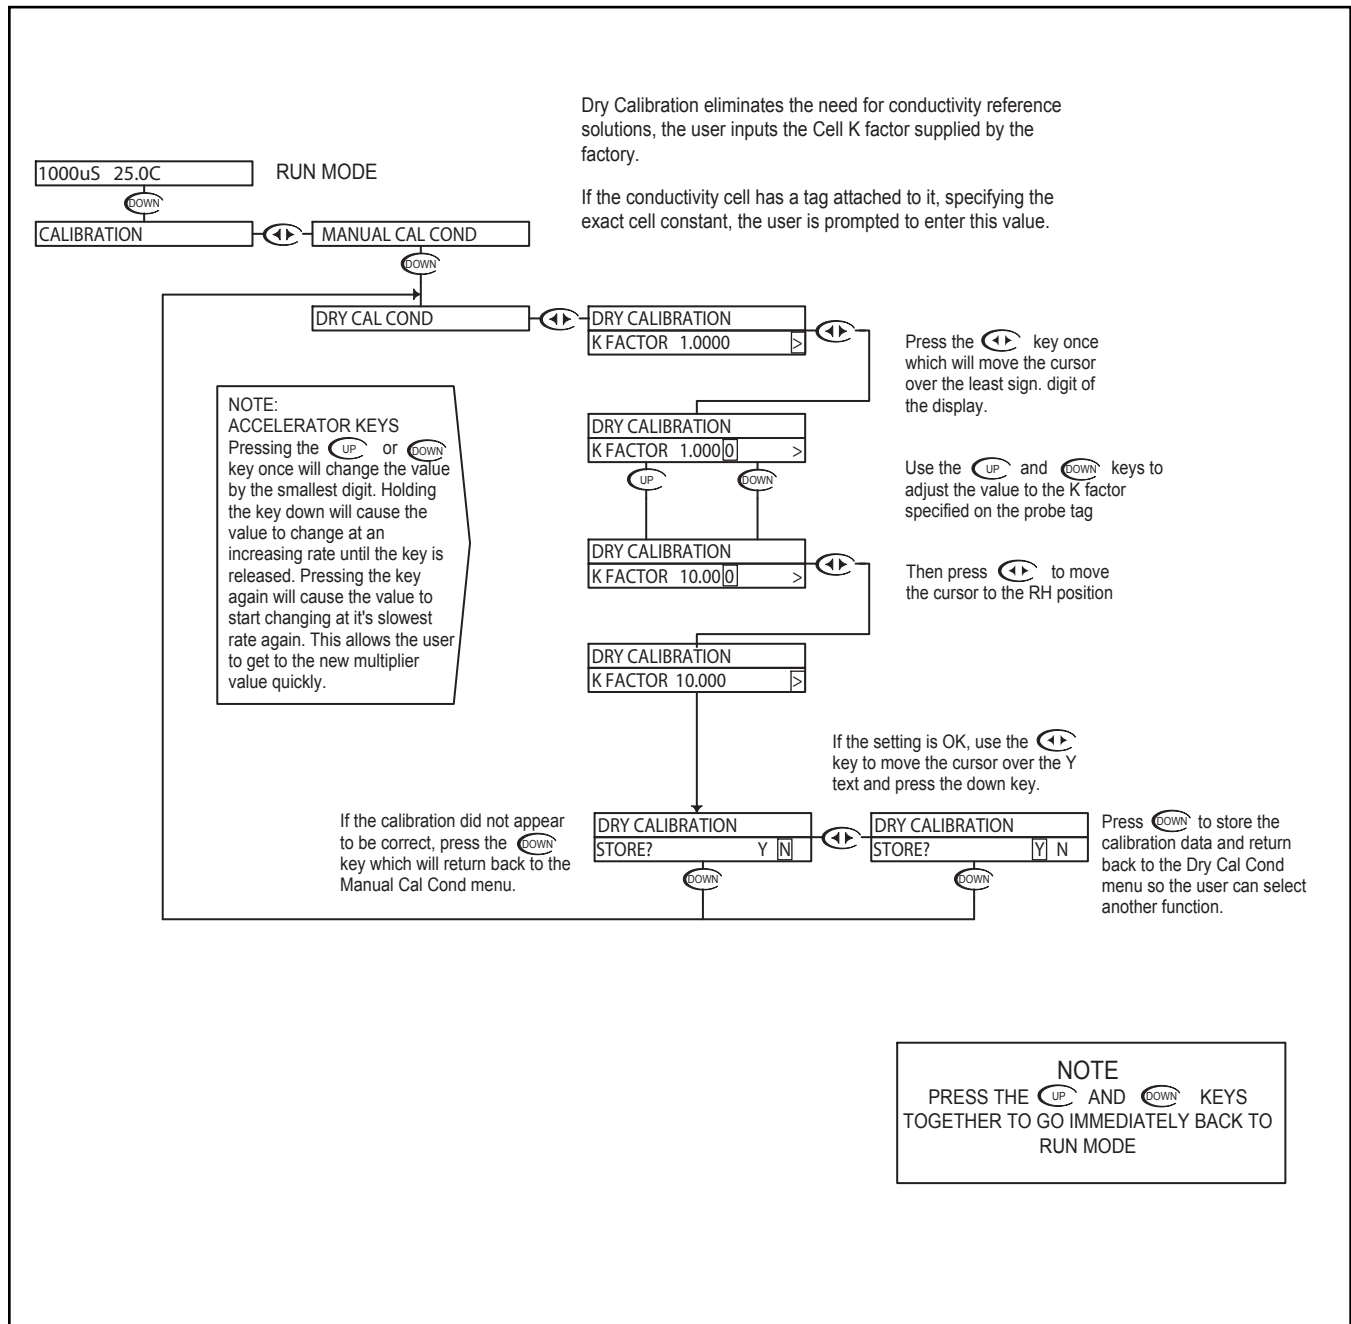 Dry Calibration eliminates the need for conductivity reference
solutions, the user inputs the Cell K factor supplied by the
factory.
If the conductivity cell has a tag attached to it, specifying the
exact cell constant, the user is prompted to enter this value.
1000uS 25.0C
RUN MODE
DOWN
CALIBRATION
MANUAL CAL COND
DOWN
DRY CAL COND
DRY CALIBRATION
K FACTOR 1.0000 >
Press the key once
which will move the cursor
over the least sign. digit of
the display.
NOTE:
ACCELERATOR KEYS
Pressing the UP or DOWN
key once will change the value
by the smallest digit. Holding
the key down will cause the
value to change at an
increasing rate until the key is
released. Pressing the key
again will cause the value to
start changing at it's slowest
rate again. This allows the user
to get to the new multiplier
value quickly.
DRY CALIBRATION
K FACTOR 1.0000 >
UP
DOWN
Use the UP and DOWN keys to
adjust the value to the K factor
specified on the probe tag
DRY CALIBRATION
K FACTOR 10.000 >
Then press to move
the cursor to the RH position
DRY CALIBRATION
K FACTOR 10.000 >
If the setting is OK, use the
key to move the cursor over the Y
text and press the down key.
If the calibration did not appear
to be correct, press the DOWN
key which will return back to the
Manual Cal Cond menu.
DRY CALIBRATION
STORE? Y N
DOWN
DRY CALIBRATION
STORE? Y N
DOWN
Press DOWN to store the
calibration data and return
back to the Dry Cal Cond
menu so the user can select
another function.
NOTE
PRESS THE UP AND DOWN KEYS
TOGETHER TO GO IMMEDIATELY BACK TO
RUN MODE